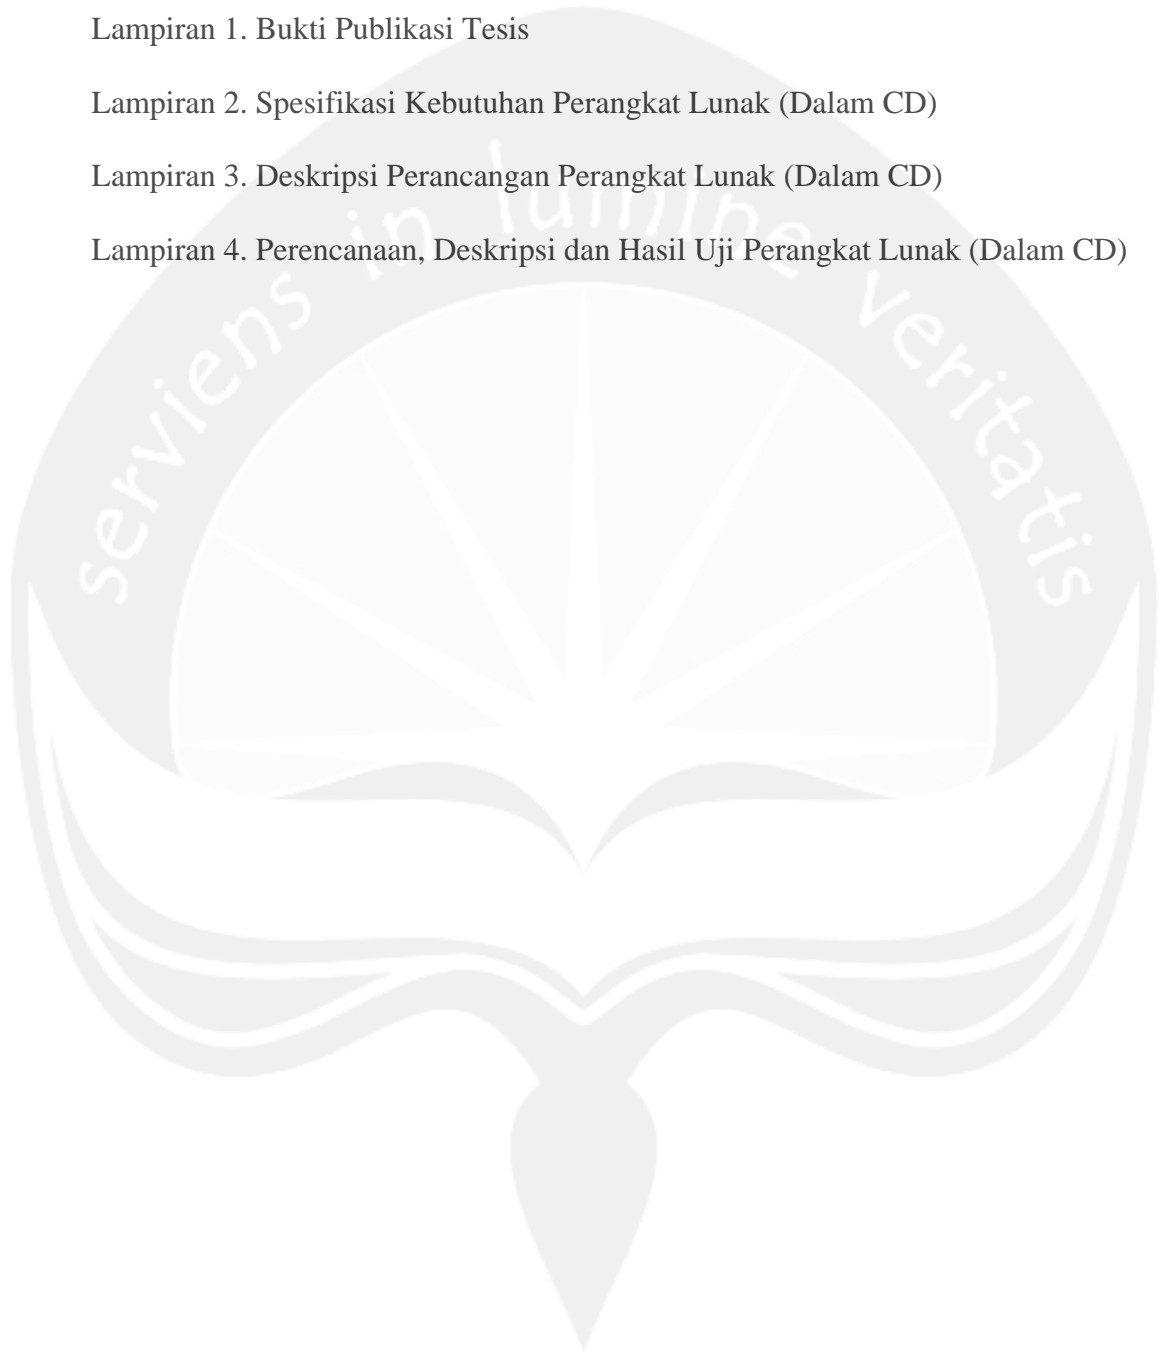 Lampiran 1. Bukti Publikasi Tesis
Lampiran 2. Spesifikasi Kebutuhan Perangkat Lunak (Dalam CD)
Lampiran 3. Deskripsi Perancangan Perangkat Lunak (Dalam CD)
Lampiran 4. Perencanaan, Deskripsi dan Hasil Uji Perangkat Lunak (Dalam CD)
serviens in lumine veritatis